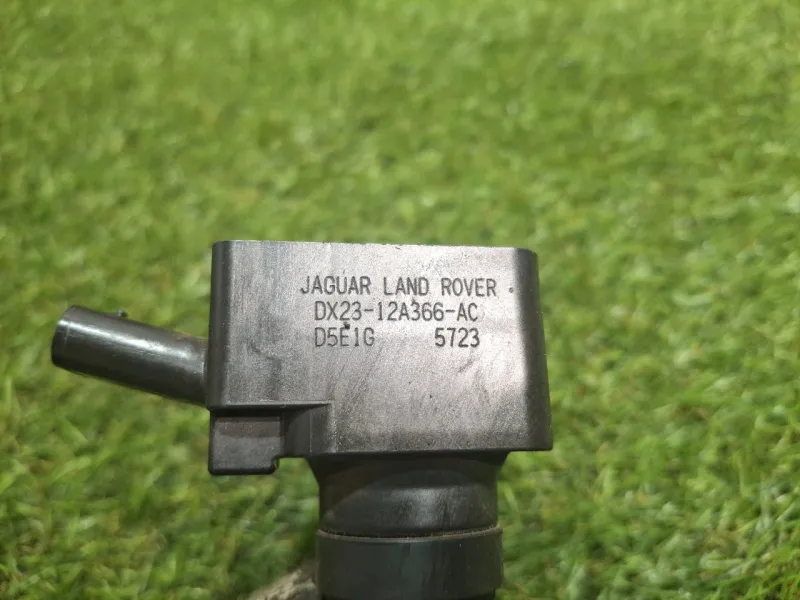 JAGUAR LAND ROVER
DX23-12A366-AC
D5E1G 5723